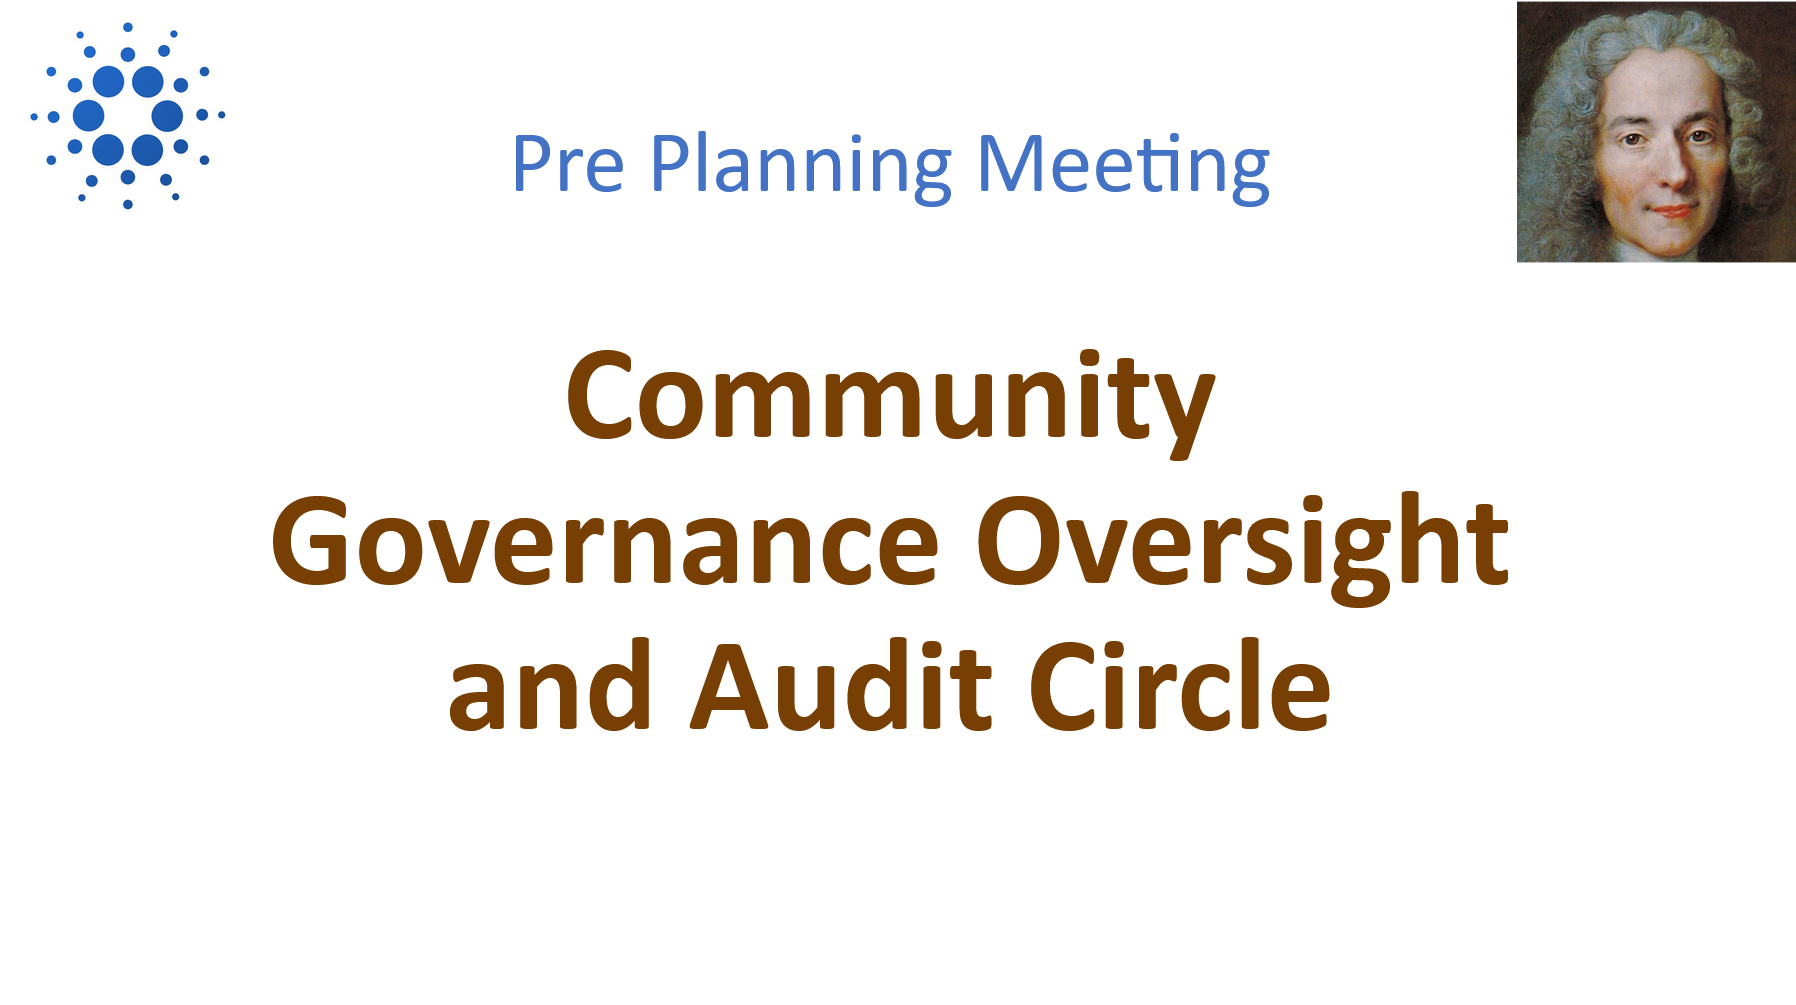 Pre Planning Meeting
Community
Governance Oversight
and Audit Circle